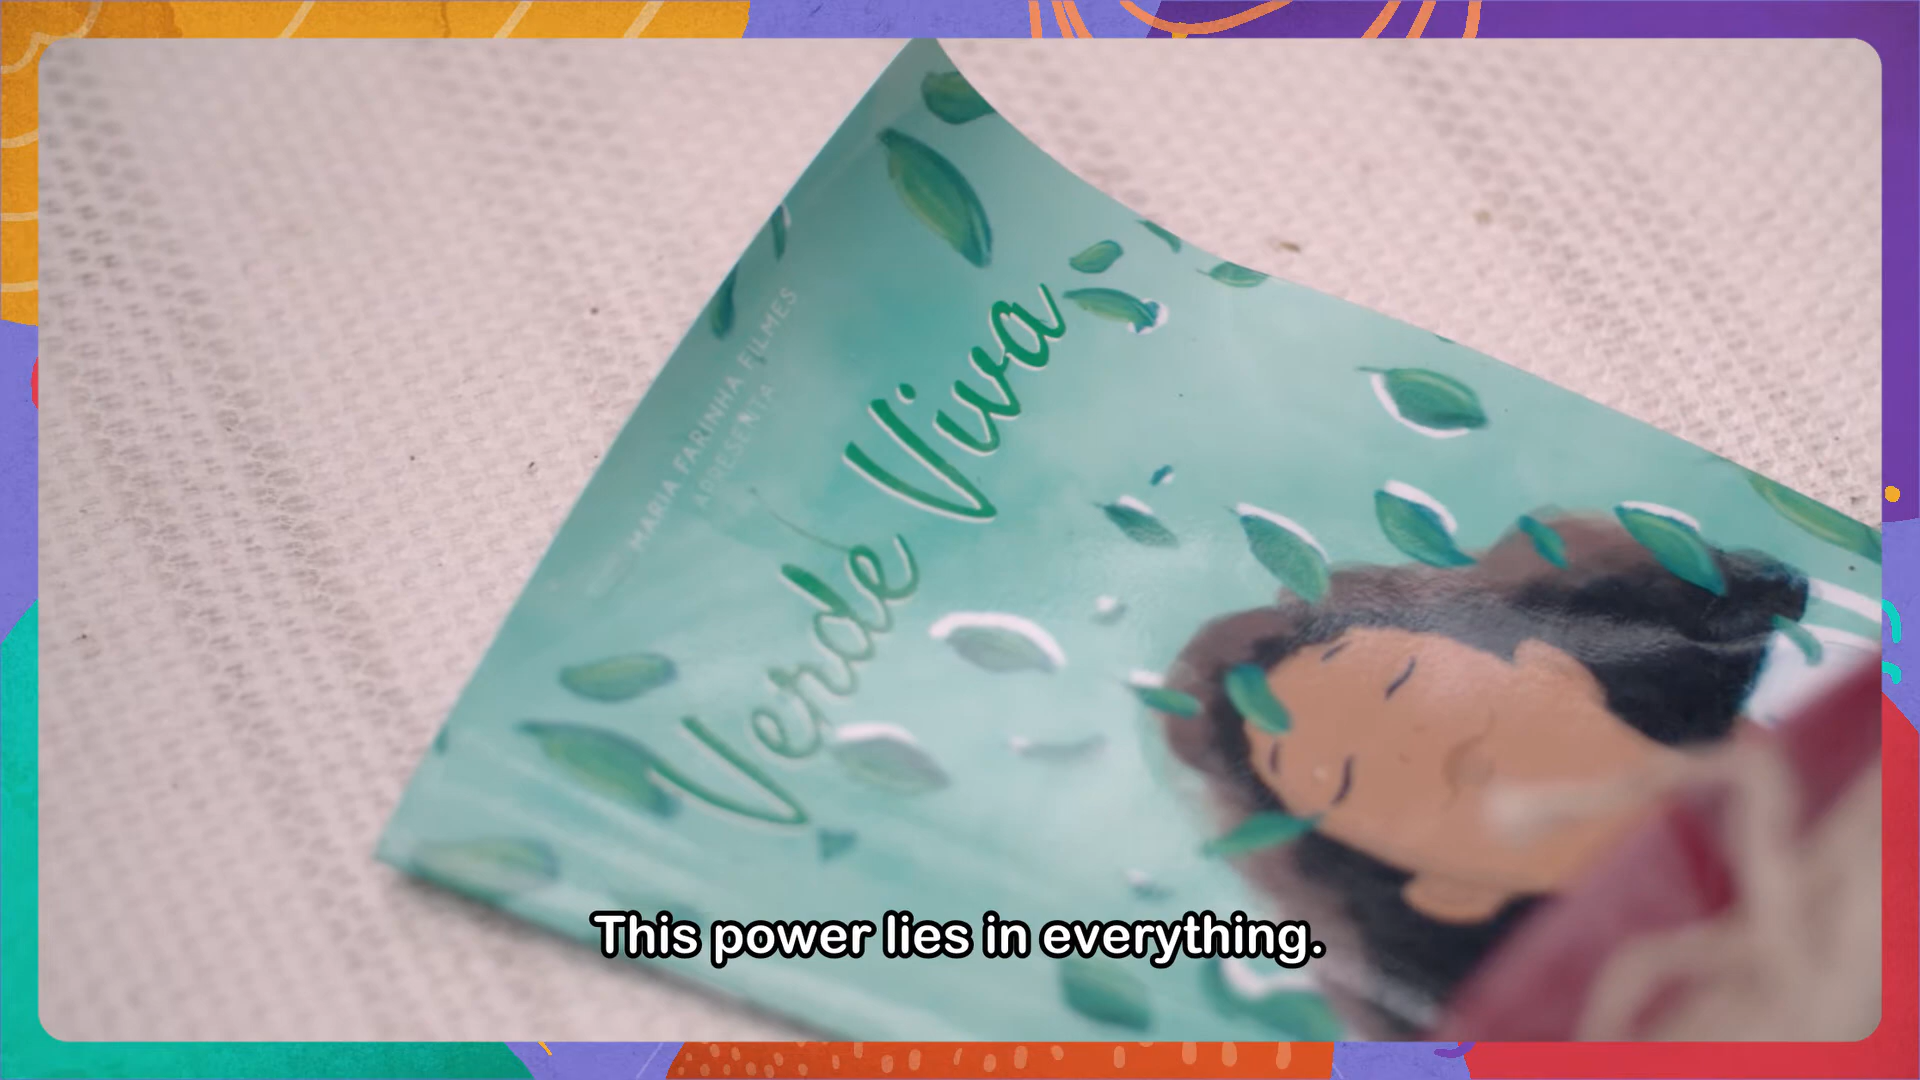 MARIA FARINHA FILMES
APRESENTA
Verde Viva
This power lies in everything.